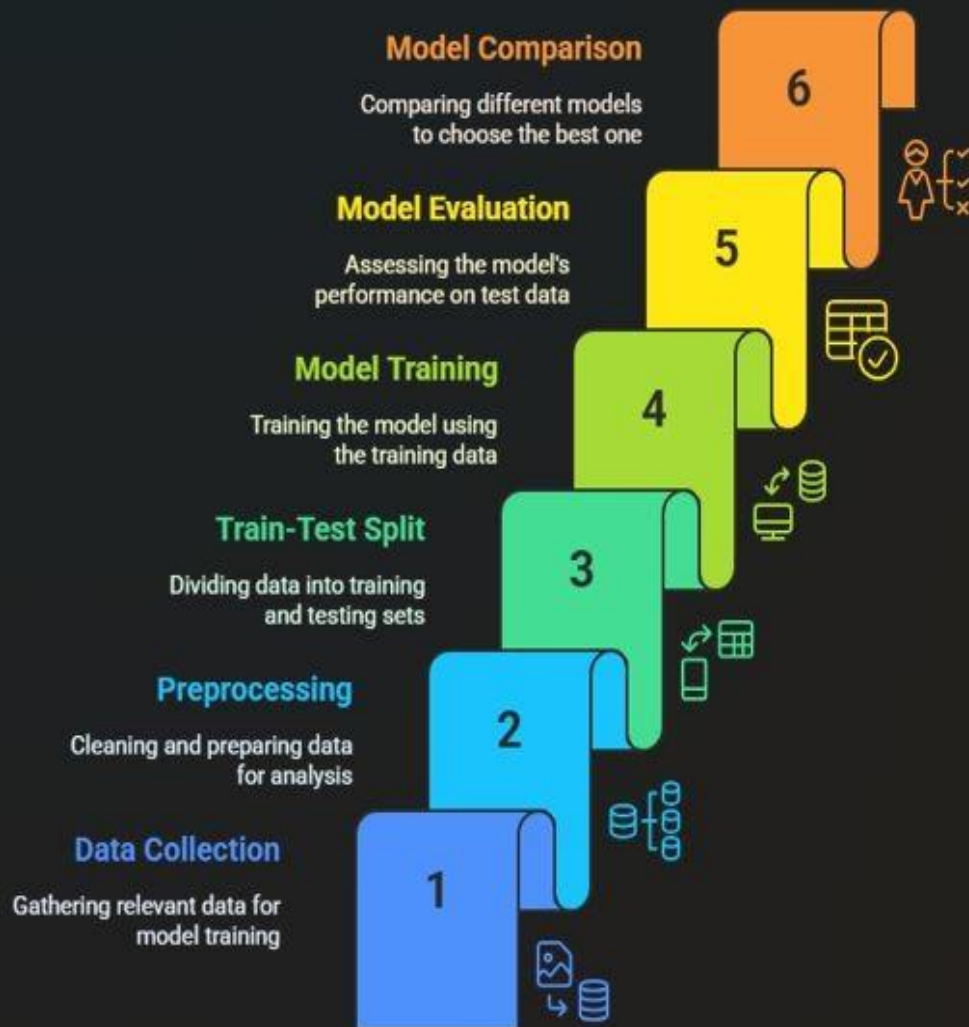 Model Comparison
Comparing different models
to choose the best one
6
Model Evaluation
Assessing the model's
performance on test data
5
Model Training
Training the model using
the training data
4
Train-Test Split
Dividing data into training
and testing sets
3
Preprocessing
Cleaning and preparing data
for analysis
2
Data Collection
Gathering relevant data for
model training
1